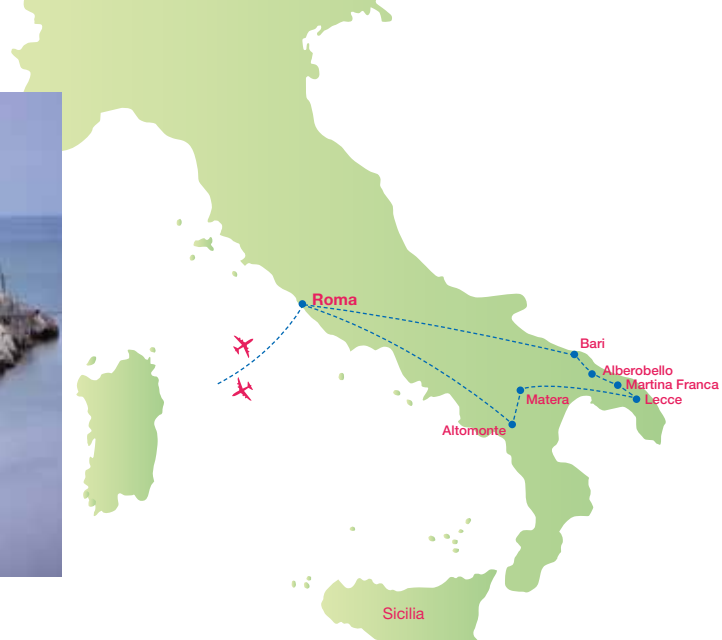 Roma
Bari
Alberobello
Martina Franca
Lecce
Matera
Altomonte
Sicilia